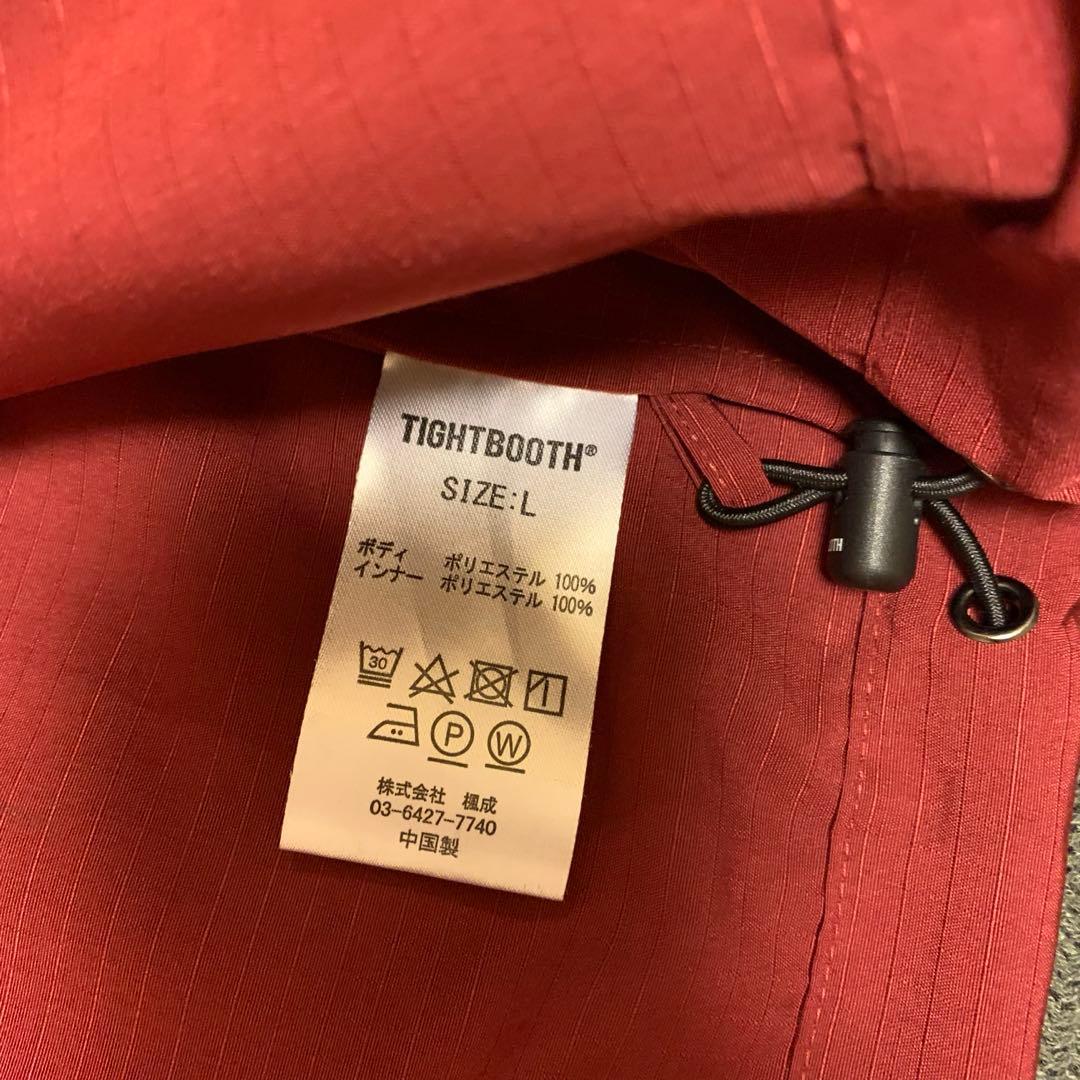 TIGHTBOOTH®
SIZE:L
ボディ ポリエステル 100%
インナー ポリエステル 100%
30
P W
株式会社 楓成
03-6427-7740
中国製
OOTH